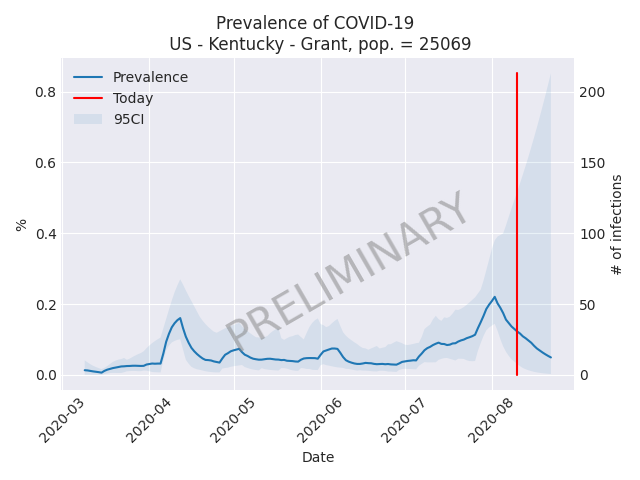 Prevalence of COVID-19
US - Kentucky - Grant, pop. = 25069
Prevalence
Today
95CI
PRELIMINARY
%
0.8
0.6
0.4
0.2
0.0
200
150
100
50
0
# of infections
2020-03
2020-04
2020-05
2020-06
2020-07
2020-08
Date